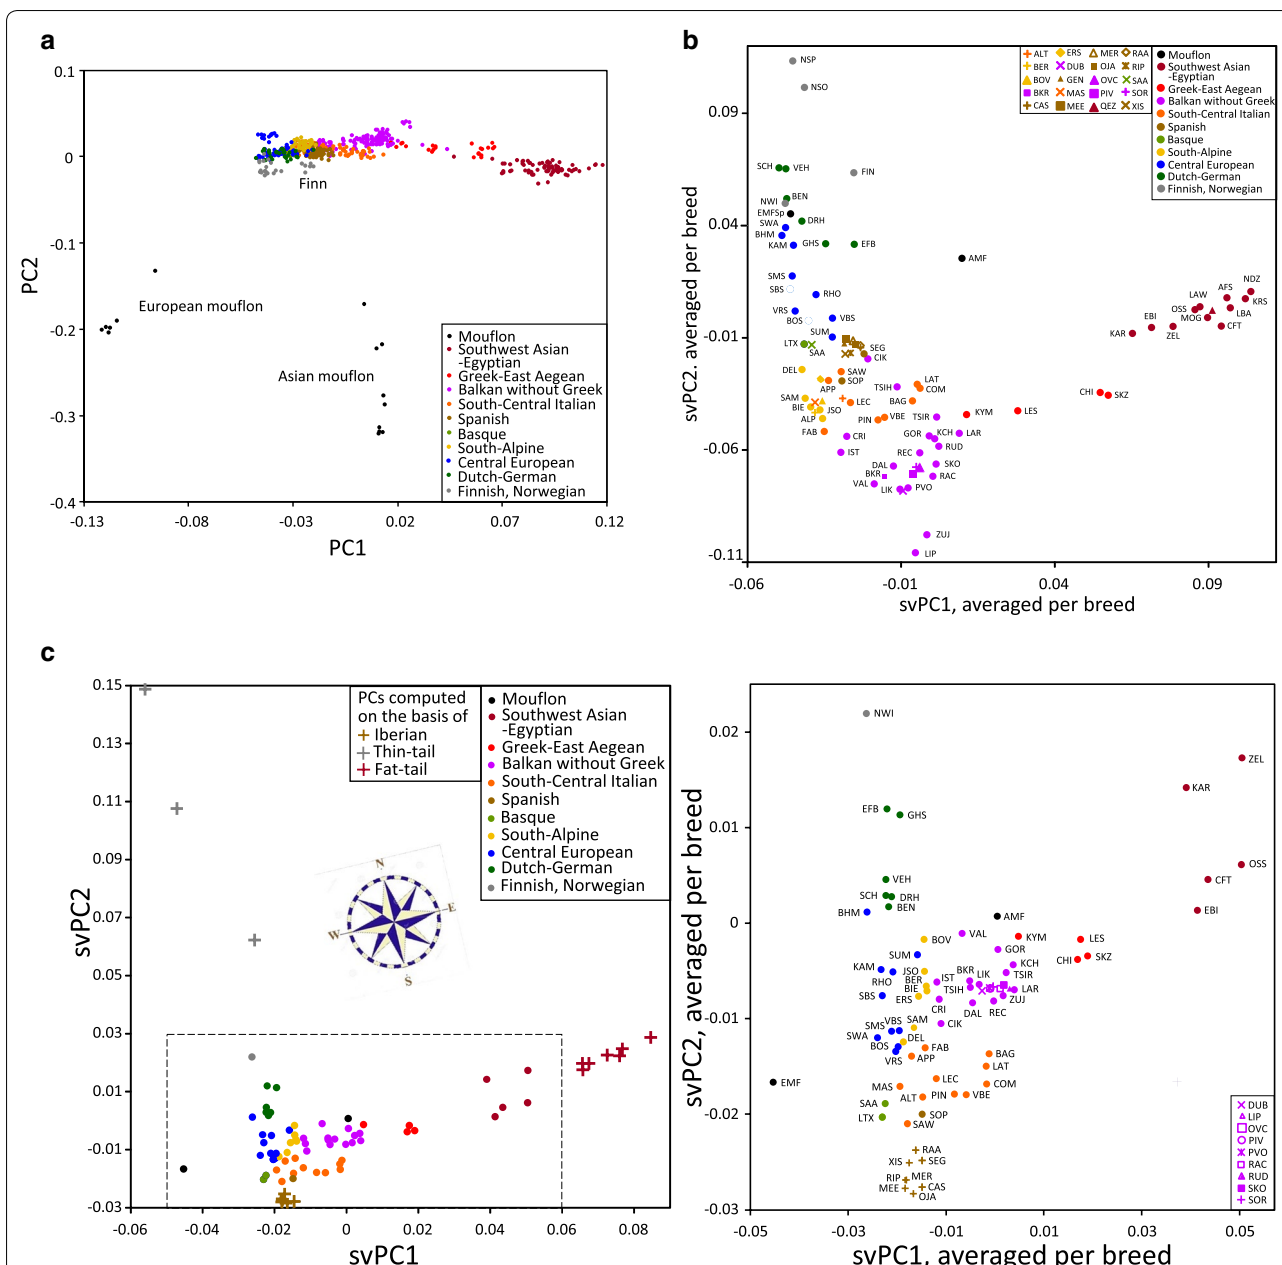 a
0.1
0
-0.1
-0.2
-0.3
-0.4
PC2
Finn
European mouflon
Asian mouflon
Mouflon
Southwest Asian
-Egyptian
Greek-East Aegean
Balkan without Greek
South-Central Italian
Spanish
Basque
South-Alpine
Central European
Dutch-German
Finnish, Norwegian
-0.13
-0.08
-0.03
0.02
0.07
0.12
PC1
b
0.09
0.04
-0.01
-0.06
-0.11
svPC2. averaged per breed
ALT ERS MER RAA
BER DUB OJA RIP
BOV GEN OVC SAA
BKR MAS PIV SOR
CAS MEE QEZ XIS
Mouflon
Southwest Asian
-Egyptian
Greek-East Aegean
Balkan without Greek
South-Central Italian
Spanish
Basque
South-Alpine
Central European
Dutch-German
Finnish, Norwegian
NSP
NSO
SCH VEH FIN
BEN
NWI
EMFSp DRH
SWA
BHM
KAM GHS EFB
AMF
SMS
SBS RHO
VRS
BOS VBS
SUM
LTX SAA SEG
CIK
DEL SAW
APP SOP
TSIH LAT
COM
SAM
BIE JSO LEC BAG
ALP PIN VBE TSIR KYM LES
FAB CRI GOR KCH LAR
IST REC RUD
DAL SKO
BKR RAC
VAL LIK PVO
ZUJ
LIP
CHI SKZ
KAR EBI ZEL
OSS LAW AFS NDZ
MOG KRS
LBA
CFT
-0.06
-0.01
0.04
0.09
svPC1, averaged per breed
c
0.15
0.13
0.11
0.09
0.07
0.05
0.03
0.01
-0.01
-0.03
svPC2
PCs computed
on the basis of
Iberian
Thin-tail
Fat-tail
Mouflon
Southwest Asian
-Egyptian
Greek-East Aegean
Balkan without Greek
South-Central Italian
Spanish
Basque
South-Alpine
Central European
Dutch-German
Finnish, Norwegian
N
E
W
S
-0.06
-0.04
-0.02
0
0.02
0.04
0.06
0.08
svPC1
0.02
0.01
0
-0.01
-0.02
-0.03
svPC2, averaged per breed
NWI
ZEL
KAR
EFB GHS
OSS
VEH CFT
SCH DRH
BHM BEN EBI
AMF
VAL KYM LES
BOV GOR
SUM CHI SKZ
KAM JSO KCH
RHO BER IST BKR LIK TSIR
SBS BIE TSIH LAR
ERS CRI DAL REC ZUJ
SMS VBS SAM CIK
SWA DEL
BOS FAB BAG
VRS APP LAT
EMF MAS LEC COM
ALT PIN VBE
SAA SOP
LTX SAW
RAA
XIS SEG
RIP MER
MEE CAS
OJA
DUB
LIP
OVC
PIV
PVO
RAC
RUD
SKO
SOR
-0.05
-0.03
-0.01
0.01
0.03
0.05
svPC1, averaged per breed